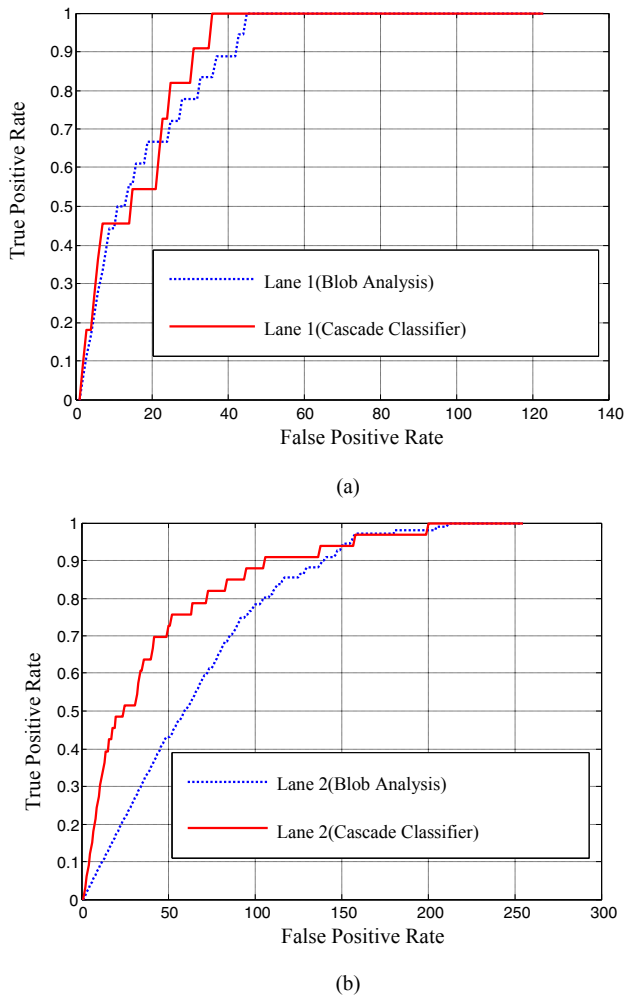 1
0.9
0.8
0.7
0.6
0.5
0.4
0.3
0.2
0.1
0
True Positive Rate
Lane 1(Blob Analysis)
Lane 1(Cascade Classifier)
0 20 40 60 80 100 120 140
False Positive Rate
(a)
1
0.9
0.8
0.7
0.6
0.5
0.4
0.3
0.2
0.1
0
True Positive Rate
Lane 2(Blob Analysis)
Lane 2(Cascade Classifier)
0 50 100 150 200 250 300
False Positive Rate
(b)